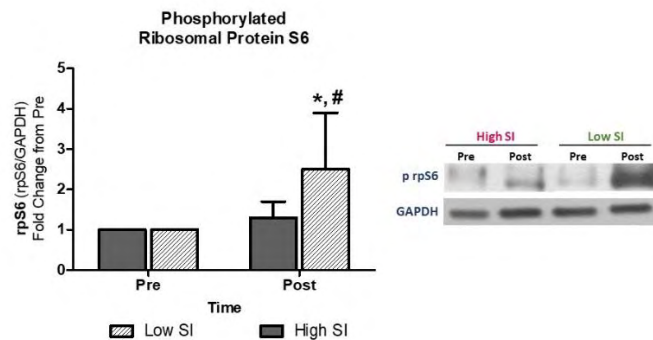 Phosphorylated
Ribosomal Protein S6
rpS6 (rpS6/GAPDH)
Fold Change from Pre
5
4
3
2
1
0
*, #
Pre
Post
Time
Low SI
High SI
High SI
Low SI
Pre
Post
Pre
Post
p rpS6
GAPDH